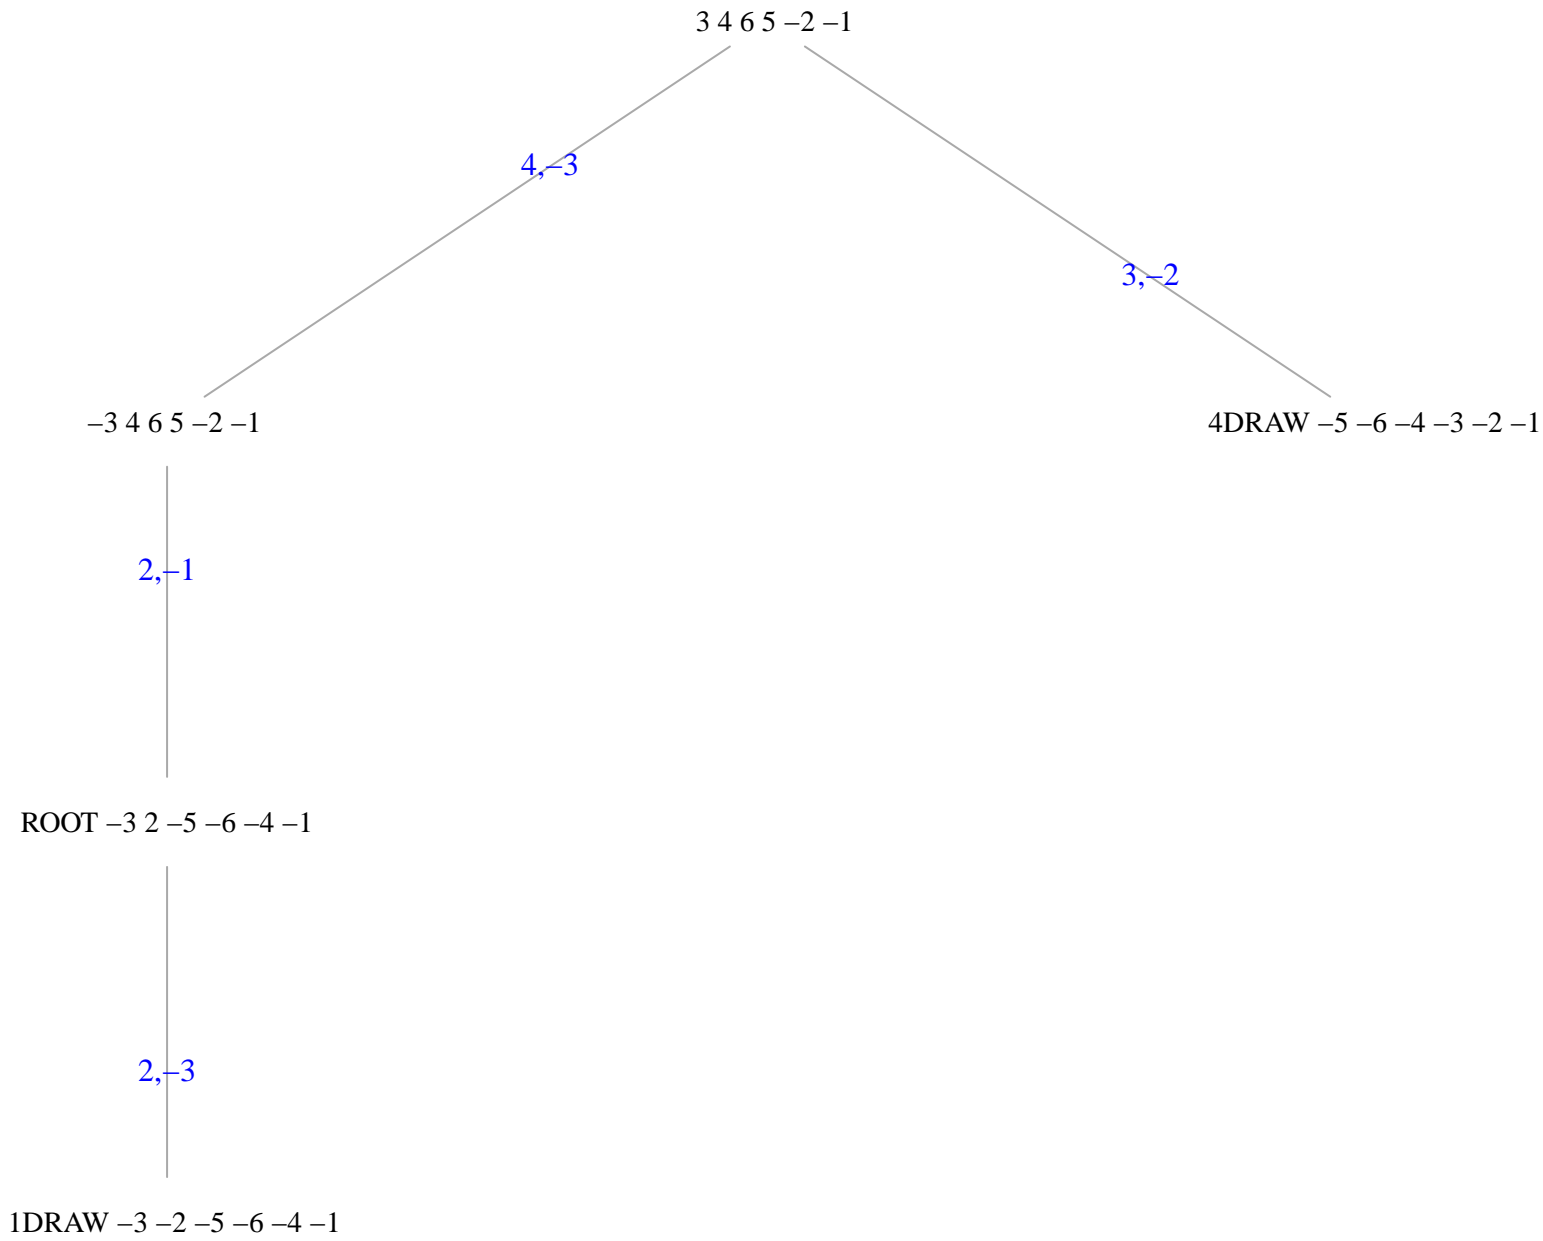 3 4 6 5 –2 –1
4,–3
3,–2
–3 4 6 5 –2 –1
4DRAW –5 –6 –4 –3 –2 –1
2,–1
ROOT –3 2 –5 –6 –4 –1
2,–3
1DRAW –3 –2 –5 –6 –4 –1